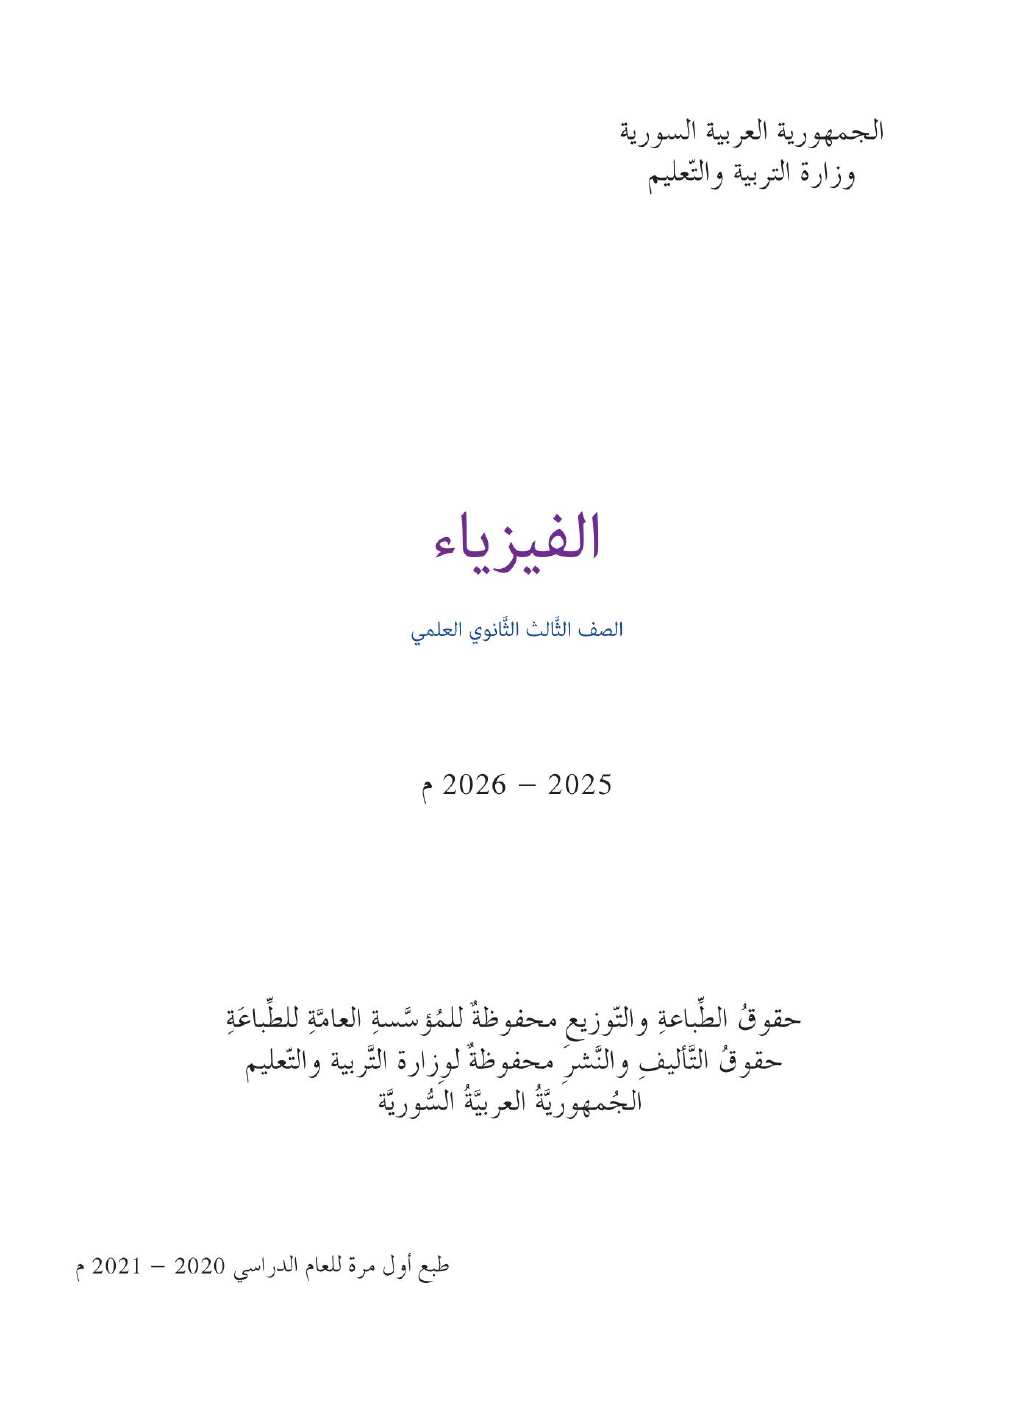 الجمهورية العربية السورية
وزارة التربية والتّعليم
الفيزياء
الصف الثَّالث الثَّانوي العلمي
2025 – 2026 م
حقوقُ الطِّباعةِ والتّوزيعِ محفوظةٌ للمُؤسَّسةِ العامَّةِ للطِّباعَةِ
حقوقُ التَّأليفِ والنَّشرِ محفوظةٌ لوِزارة التَّربية والتّعليم
الجُمهوريَّةُ العربيَّةُ السُّوريَّة
طبع أول مرة للعام الدراسي 2020 – 2021 م